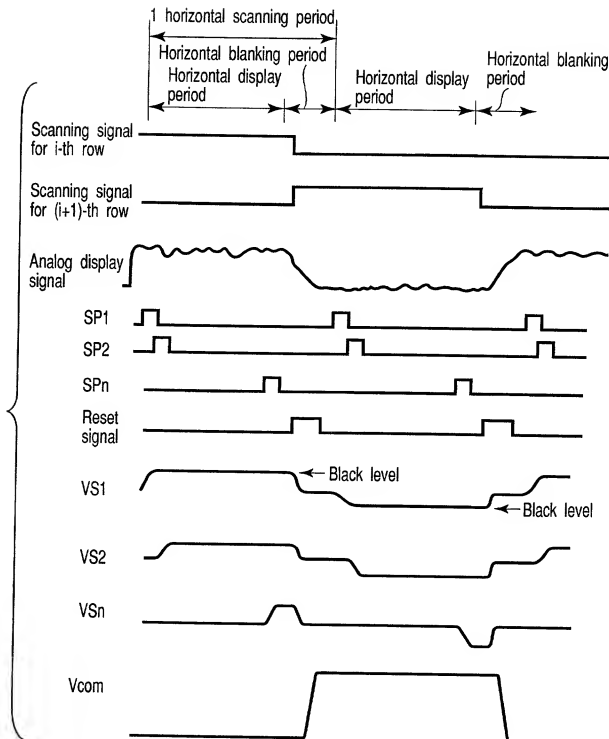 1 horizontal scanning period
Horizontal blanking period
Horizontal display
period
Horizontal display
period
Horizontal blanking
period
Scanning signal
for i-th row
Scanning signal
for (i+1)-th row
Analog display
signal
SP1
SP2
SPn
Reset
signal
VS1
Black level
Black level
VS2
VSn
Vcom